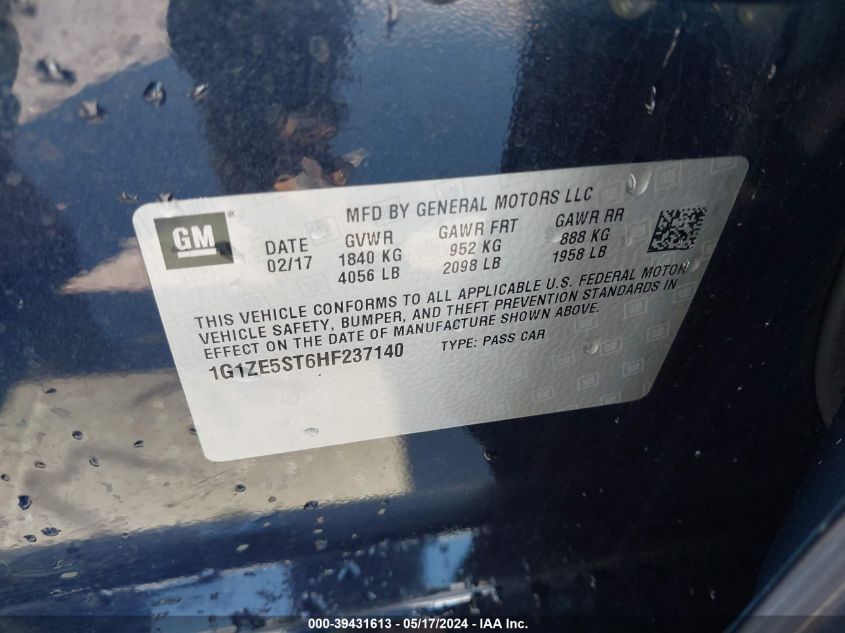 GM®
MFD BY GENERAL MOTORS LLC
DATE GVWR GAWR FRT GAWR RR
02/17 1840 KG 952 KG 888 KG
4056 LB 2098 LB 1958 LB
THIS VEHICLE CONFORMS TO ALL APPLICABLE U.S. FEDERAL MOTOR
VEHICLE SAFETY, BUMPER, AND THEFT PREVENTION STANDARDS IN
EFFECT ON THE DATE OF MANUFACTURE SHOWN ABOVE.
1G1ZE5ST6HF237140 TYPE: PASS CAR
000-39431613 - 05/17/2024 - IAA Inc.